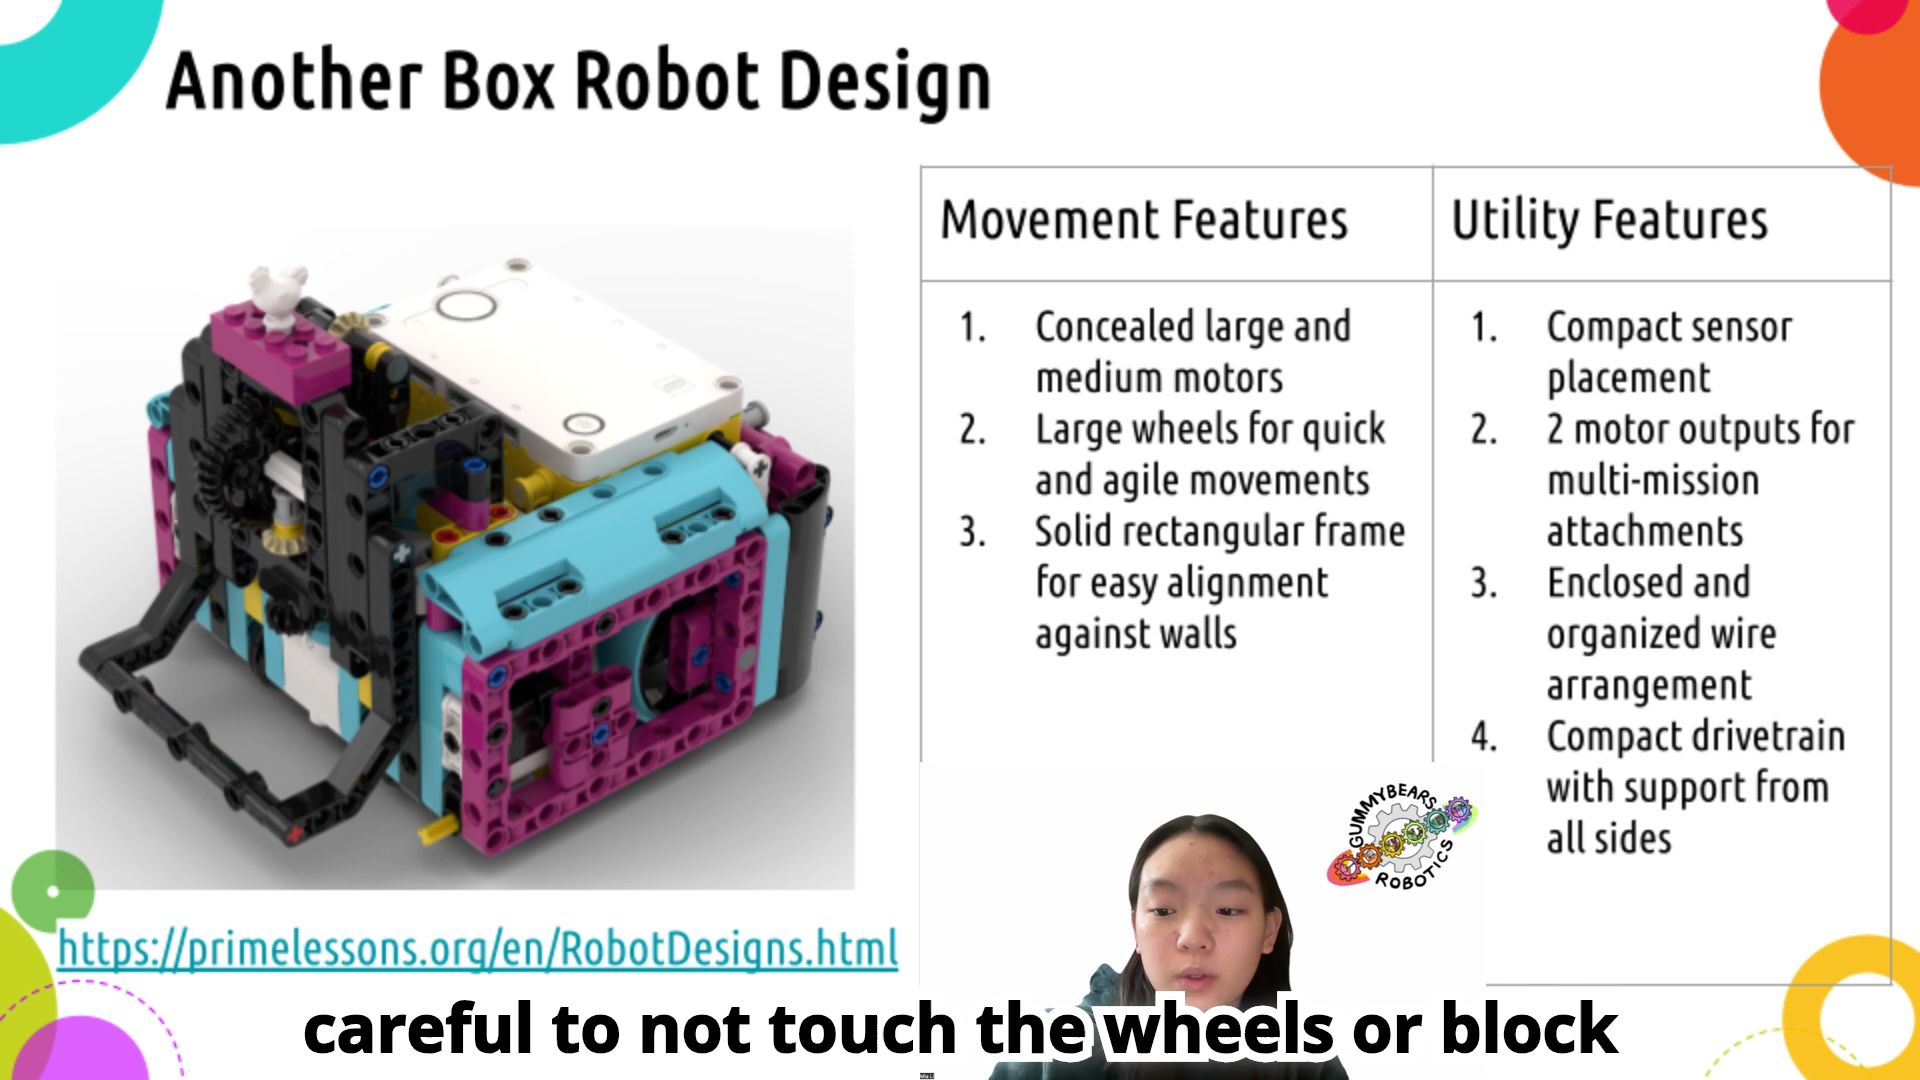 Another Box Robot Design
Movement Features
1. Concealed large and
medium motors
2. Large wheels for quick
and agile movements
3. Solid rectangular frame
for easy alignment
against walls
Utility Features
1. Compact sensor
placement
2. 2 motor outputs for
multi-mission
attachments
3. Enclosed and
organized wire
arrangement
4. Compact drivetrain
with support from
all sides
GUMMYBEARS
ROBOTICS
https://primelessons.org/en/RobotDesigns.html
careful to not touch the wheels or block